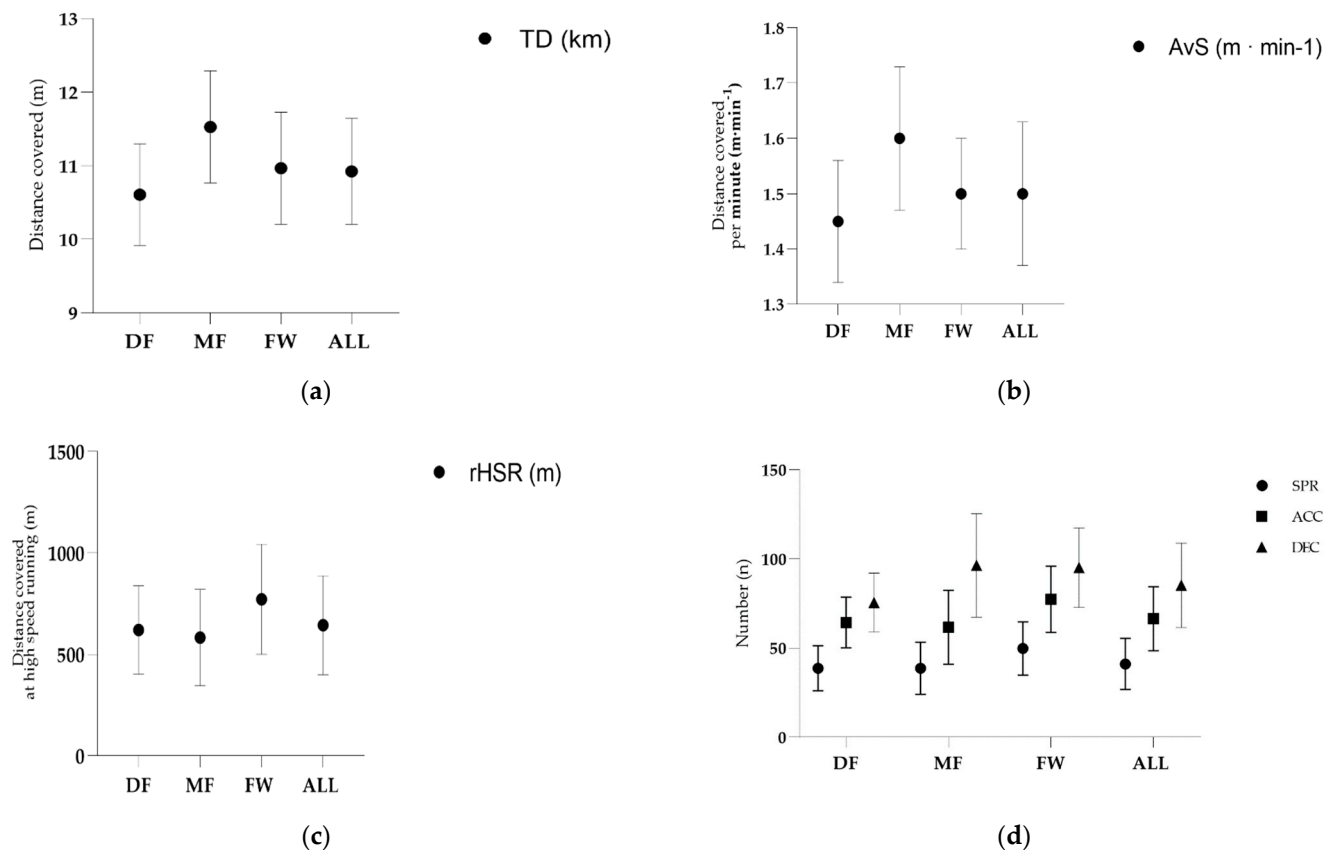 13
12
11
10
9
Distance covered (m)
TD (km)
DF MF FW ALL
(a)
1.8
1.7
1.6
1.5
1.4
1.3
Distance covered
per minute (m·min-1)
AvS (m · min-1)
DF MF FW ALL
(b)
1500
1000
500
0
Distance covered
at high speed running (m)
rHSR (m)
DF MF FW ALL
(c)
150
100
50
0
Number (n)
SPR
ACC
DEC
DF MF FW ALL
(d)